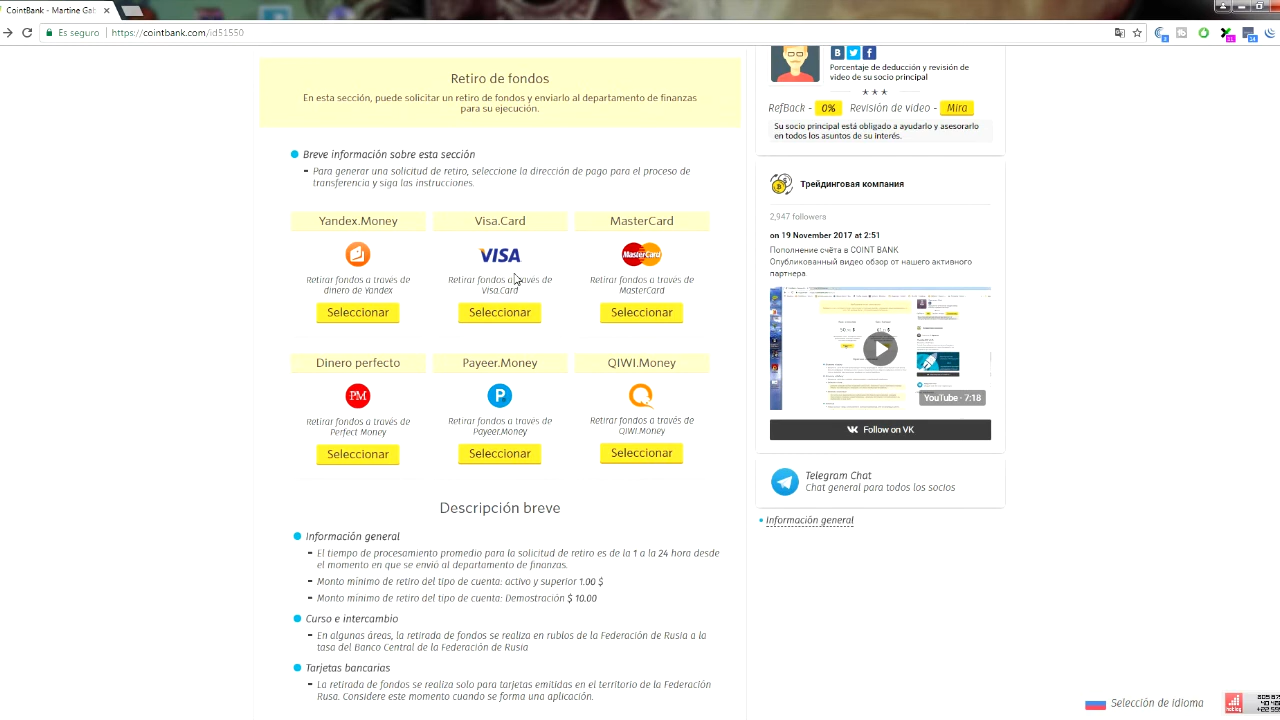 CointBank - Martine Gal
Es seguro
https://cointbank.com/id51550
Retiro de fondos
En esta sección, puede solicitar un retiro de fondos y enviarlo al departamento de finanzas
para su ejecución.
Breve información sobre esta sección
Para generar una solicitud de retiro, seleccione la dirección de pago para el proceso de
transferencia y siga las instrucciones.
Yandex.Money
Visa.Card
MasterCard
VISA
MasterCard
Retirar fondos a través de
dinero de Yandex
Retirar fondos a través de
Visa.Card
Retirar fondos a través de
MasterCard
Seleccionar
Seleccionar
Seleccionar
Dinero perfecto
Payeer.Money
QIWI.Money
PM
P
Retirar fondos a través de
Perfect Money
Retirar fondos a través de
Payeer.Money
Retirar fondos a través de
QIWI.Money
Seleccionar
Seleccionar
Seleccionar
Descripción breve
Información general
El tiempo de procesamiento promedio para la solicitud de retiro es de la 1 a la 24 hora desde
el momento en que se envió al departamento de finanzas.
Monto mínimo de retiro del tipo de cuenta: activo y superior 1.00 $
Monto mínimo de retiro del tipo de cuenta: Demostración $ 10.00
Curso e intercambio
En algunas áreas, la retirada de fondos se realiza en rublos de la Federación de Rusia a la
tasa del Banco Central de la Federación de Rusia
Tarjetas bancarias
La retirada de fondos se realiza solo para tarjetas emitidas en el territorio de la Federación
Rusa. Considere este momento cuando se forma una aplicación.
Porcentaje de deducción y revisión de
video de su socio principal
RefBack - 0% Revisión de video - Mira
Su socio principal está obligado a ayudarlo y asesorarlo
en todos los asuntos de su interés.
Трейдинговая компания
2,947 followers
on 19 November 2017 at 2:51
Пополнение счёта в COINT BANK
Опубликованный видео обзор от нашего активного
партнера.
YouTube · 7:18
Follow on VK
Telegram Chat
Chat general para todos los socios
Información general
Selección de idioma